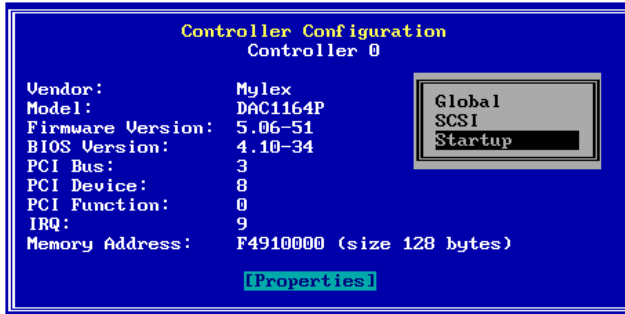 Controller Configuration
Controller 0
Vendor: Mylex
Model: DAC1164P
Firmware Version: 5.06-51
BIOS Version: 4.10-34
PCI Bus: 3
PCI Device: 8
PCI Function: 0
IRQ: 9
Memory Address: F4910000 (size 128 bytes)
Global
SCSI
Startup
[Properties]